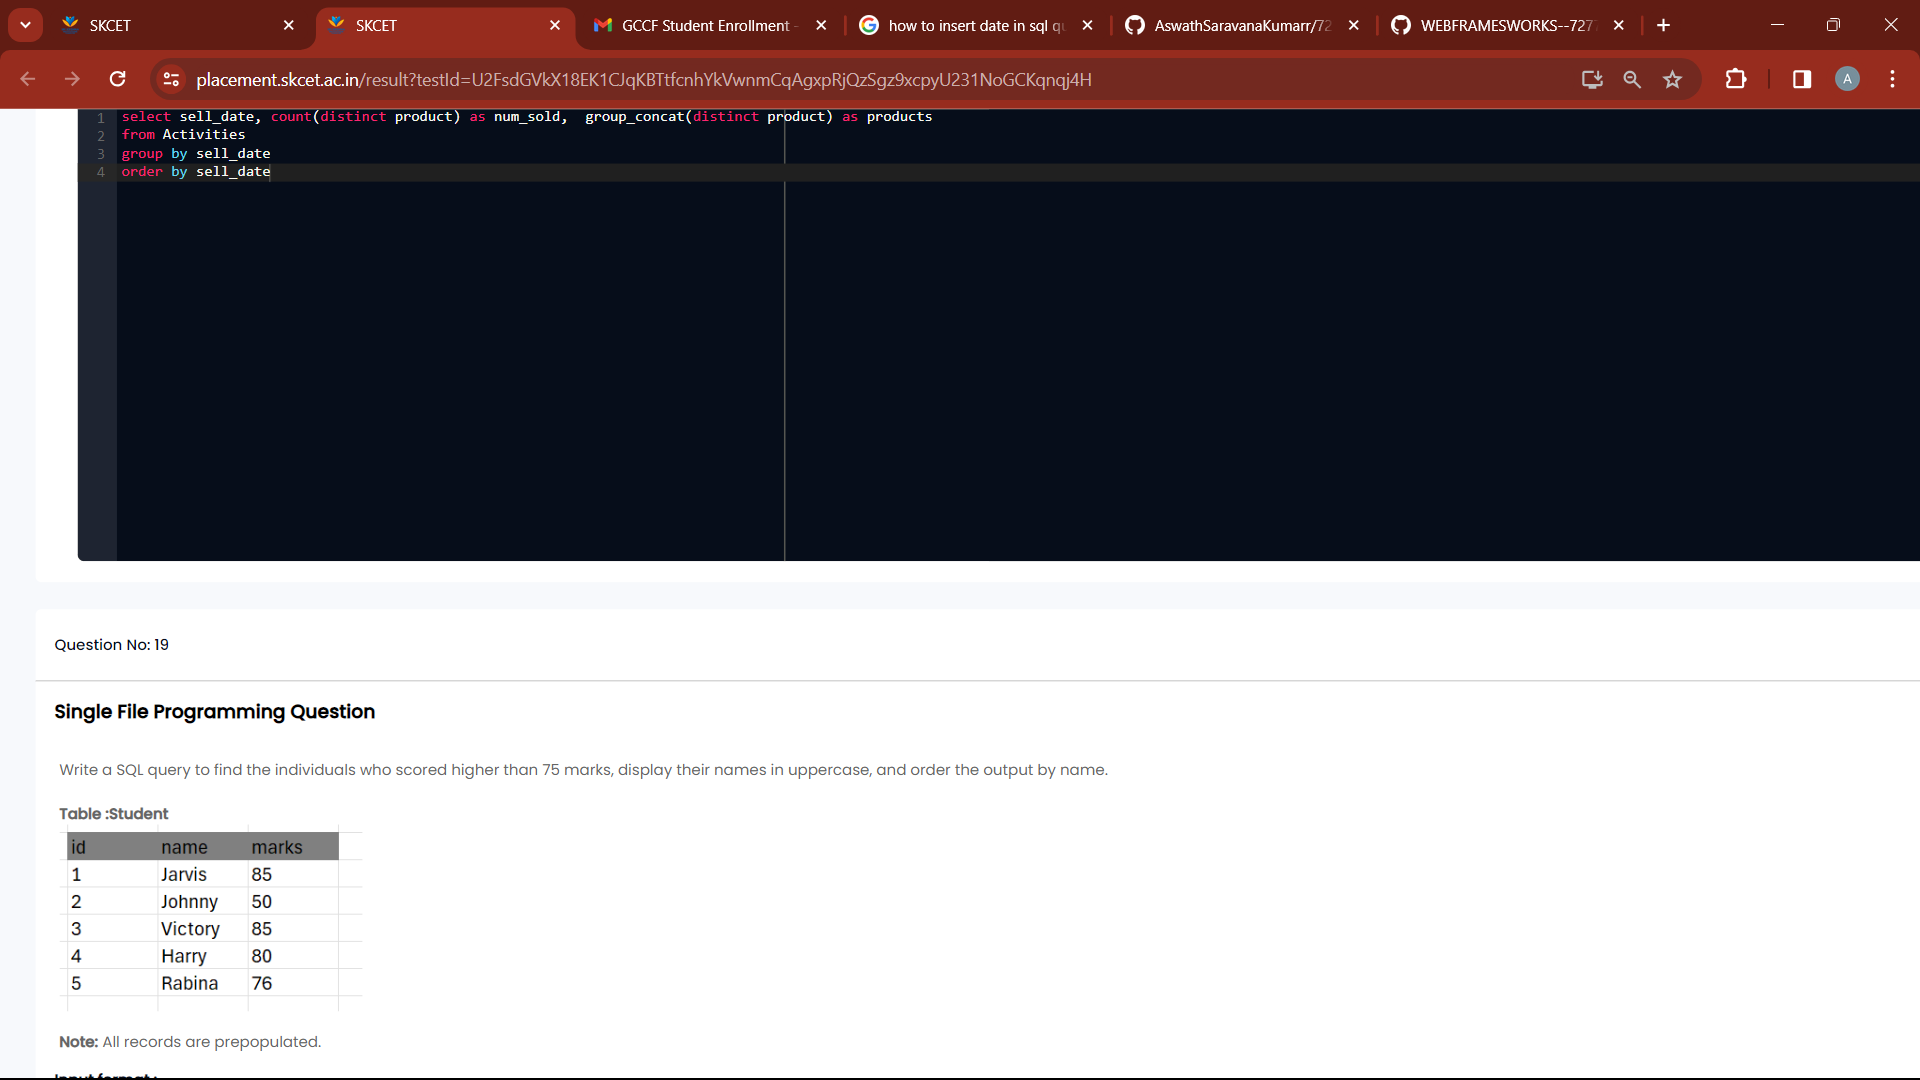 SKCET
SKCET
GCCF Student Enrollment -
how to insert date in sql qu
AswathSaravanaKumarr/72
WEBFRAMESWORKS--727
placement.skcet.ac.in/result?testId=U2FsdGVkX18EK1CJqKBTtfcnhYkVwnmCqAgxpRjQzSgz9xcpyU231NoGCKqnqj4H
A
1 select sell_date, count(distinct product) as num_sold,  group_concat(distinct product) as products
2 from Activities
3 group by sell_date
4 order by sell_date
Question No: 19
Single File Programming Question
Write a SQL query to find the individuals who scored higher than 75 marks, display their names in uppercase, and order the output by name.
Table :Student
id name marks
1 Jarvis 85
2 Johnny 50
3 Victory 85
4 Harry 80
5 Rabina 76
Note: All records are prepopulated.
Input format :